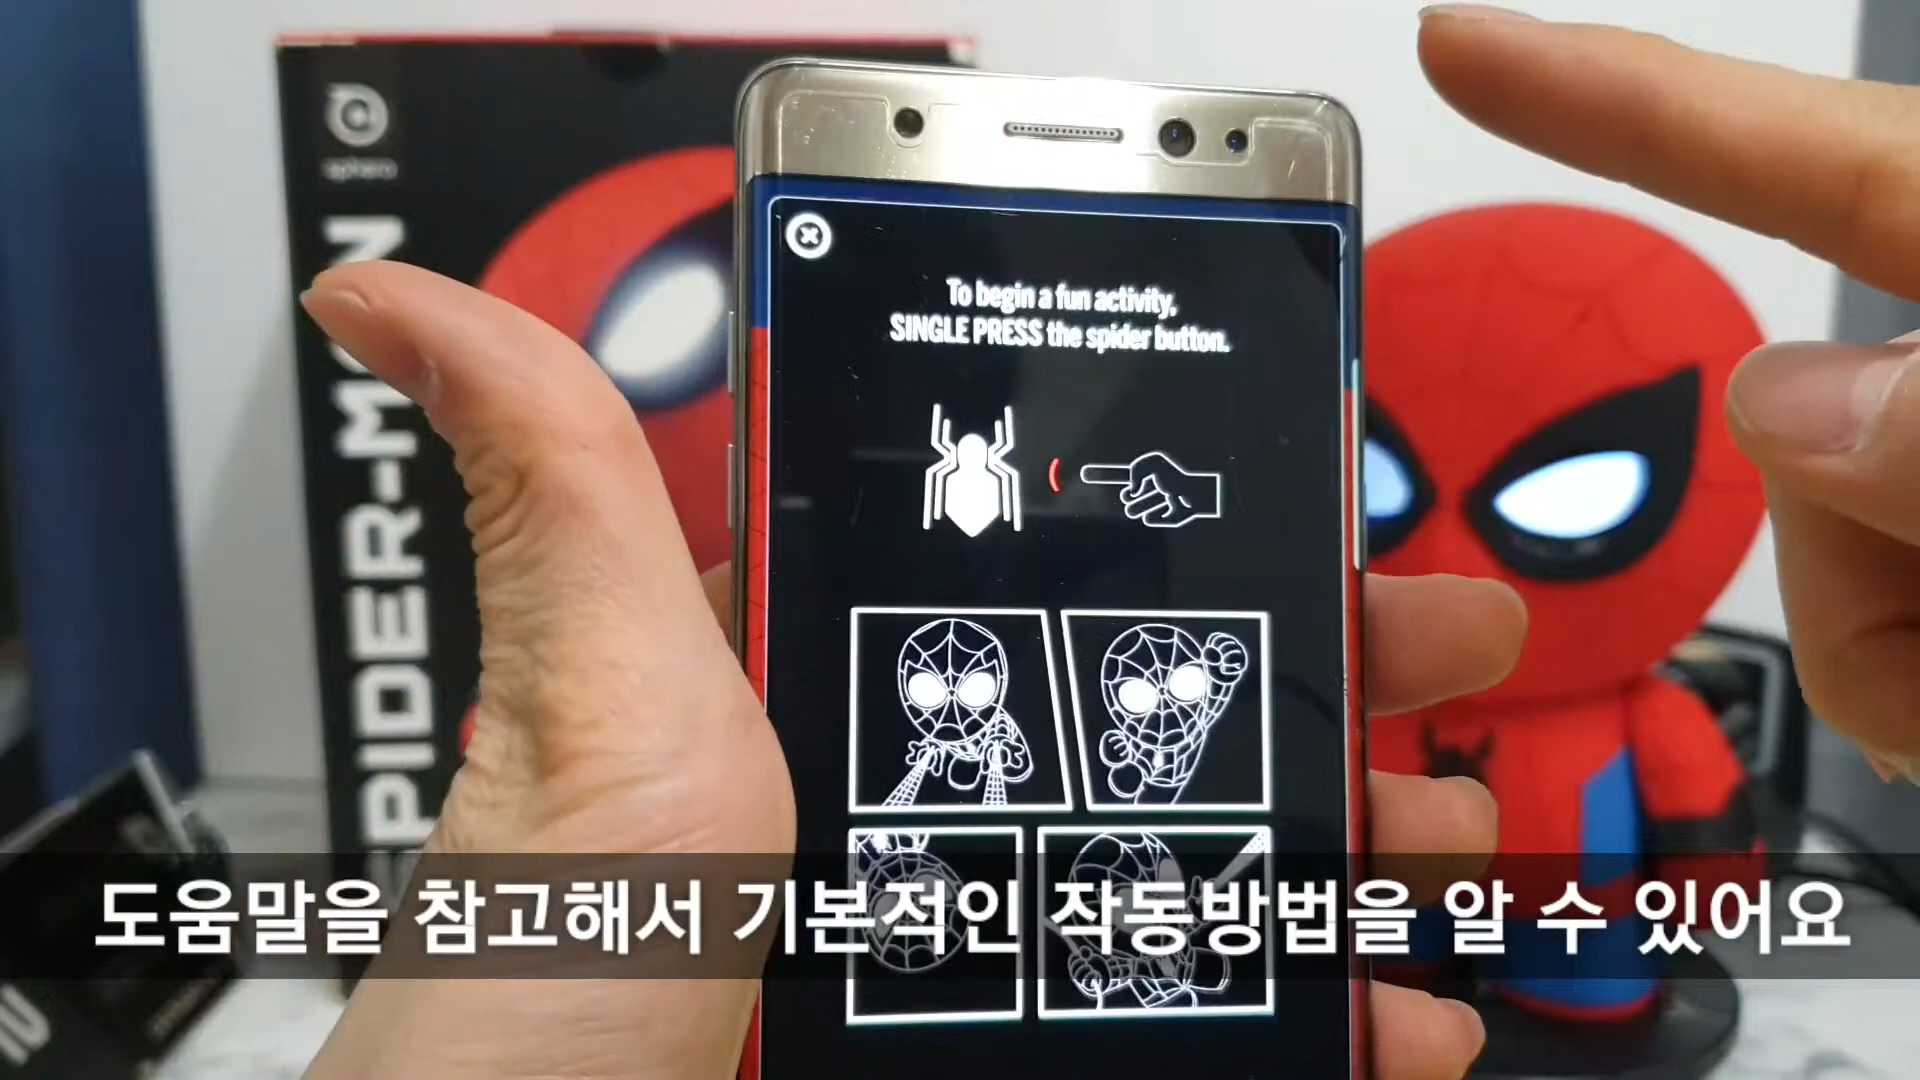 sphero
SPIDER-MAN
To begin a fun activity,
SINGLE PRESS the spider button.
도움말을 참고해서 기본적인 작동방법을 알 수 있어요